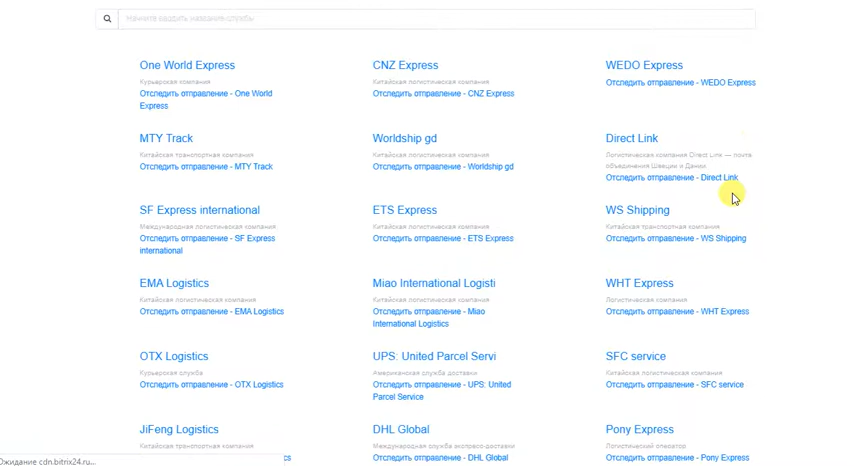 Начните вводить название службы
One World Express
Курьерская компания
Отследить отправление - One World
Express
CNZ Express
Китайская логистическая компания
Отследить отправление - CNZ Express
WEDO Express
Отследить отправление - WEDO Express
MTY Track
Китайская транспортная компания
Отследить отправление - MTY Track
Worldship gd
Китайская логистическая компания
Отследить отправление - Worldship gd
Direct Link
Логистическая компания Direct Link — почта
объединения Швеции и Дании.
Отследить отправление - Direct Link
SF Express international
Международная логистическая компания
Отследить отправление - SF Express
international
ETS Express
Китайская логистическая компания
Отследить отправление - ETS Express
WS Shipping
Китайская транспортная компания
Отследить отправление - WS Shipping
EMA Logistics
Китайская логистическая компания
Отследить отправление - EMA Logistics
Miao International Logisti
Китайская логистическая компания
Отследить отправление - Miao
International Logistics
WHT Express
Логистическая компания
Отследить отправление - WHT Express
OTX Logistics
Курьерская служба
Отследить отправление - OTX Logistics
UPS: United Parcel Servi
Американская служба доставки
Отследить отправление - UPS: United
Parcel Service
SFC service
Китайская логистическая компания
Отследить отправление - SFC service
JiFeng Logistics
Китайская транспортная компания
cs
DHL Global
Международная служба экспресс-доставки
Отследить отправление - DHL Global
Pony Express
Логистический оператор
Отследить отправление - Pony Express
Ожидание cdn.bitrix24.ru...